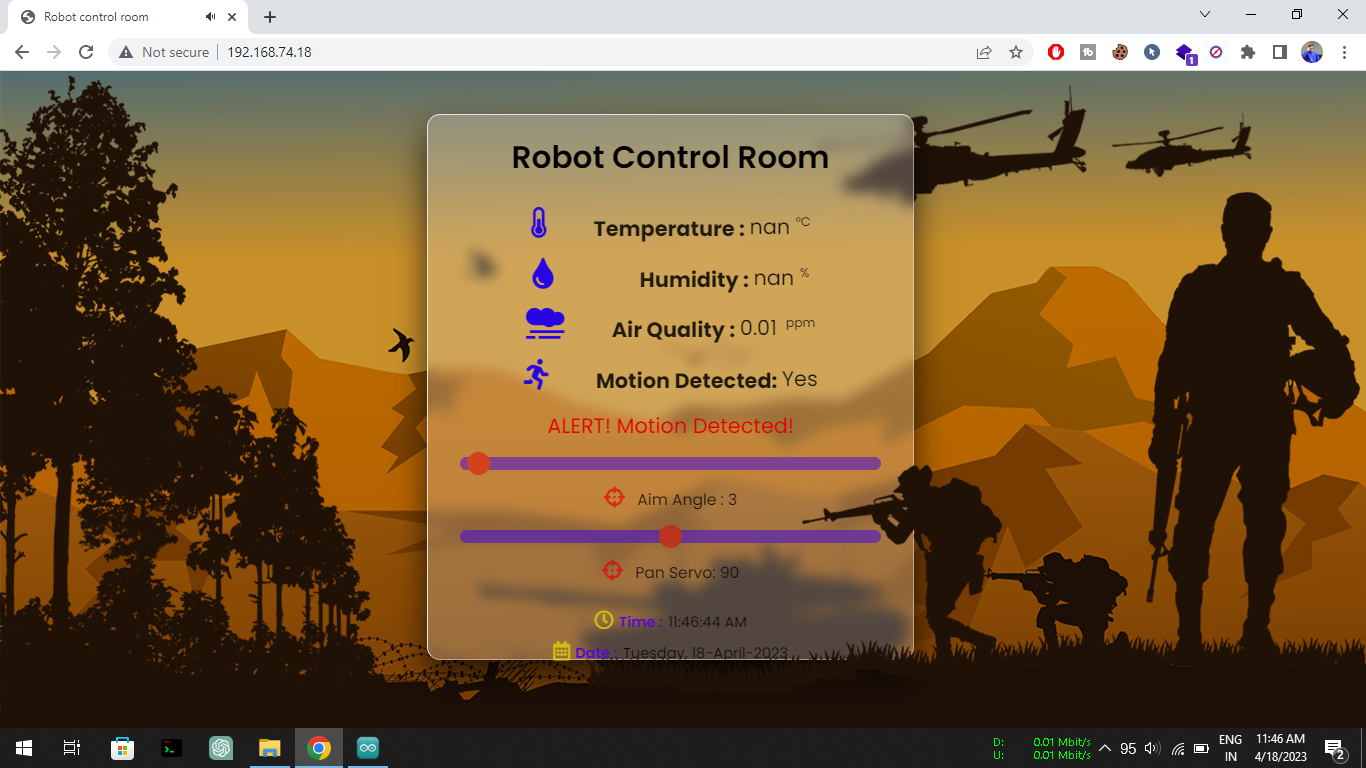 Robot control room
Not secure
192.168.74.18
1
Robot Control Room
Temperature : nan °C
Humidity : nan %
Air Quality : 0.01 ppm
Motion Detected: Yes
ALERT! Motion Detected!
Aim Angle : 3
Pan Servo: 90
Time : 11:46:44 AM
Date : Tuesday, 18-April-2023
D: 0.01 Mbit/s
U: 0.01 Mbit/s
95
ENG
IN
11:46 AM
4/18/2023
2